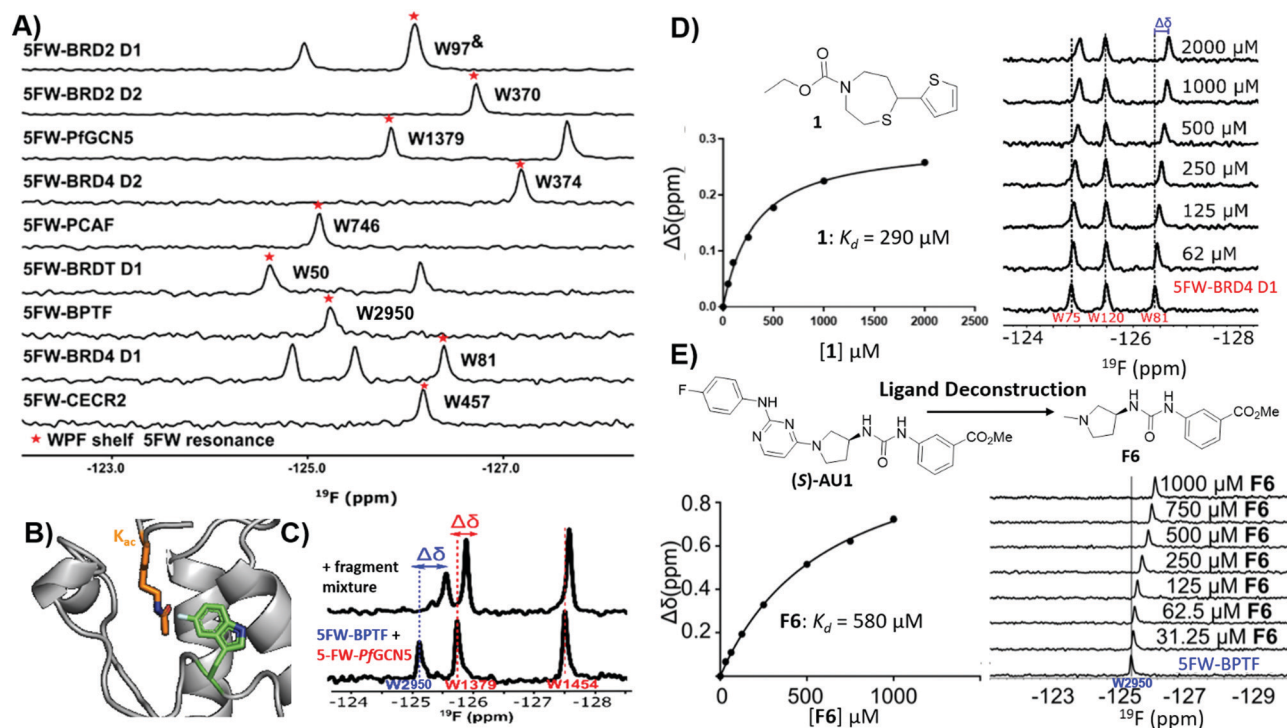 A)
5FW-BRD2 D1
W97&
5FW-BRD2 D2
W370
5FW-PfGCN5
W1379
5FW-BRD4 D2
W374
5FW-PCAF
W746
5FW-BRDT D1
W50
5FW-BPTF
W2950
5FW-BRD4 D1
W81
5FW-CECR2
W457
★ WPF shelf 5FW resonance
-123.0 -125.0 -127.0
19F (ppm)
B)
Kac
C)
Δδ Δδ
+ fragment
mixture
5FW-BPTF +
5-FW-PfGCN5
W2950 W1379 W1454
-124 -125 -126 -127 -128
19F (ppm)
D)
O
O
N
S
S
1
0.3
0.2
0.1
0.0
Δδ(ppm)
1: Kd = 290 µM
0 500 1000 1500 2000 2500
[1] µM
Δδ
2000 µM
1000 µM
500 µM
250 µM
125 µM
62 µM
5FW-BRD4 D1
W75 W120 W81
-124 -126 -128
19F (ppm)
E)
Ligand Deconstruction
F
NH
N
N
N
H
N
H
N
O
CO2Me
(S)-AU1
N
H
N
H
N
O
CO2Me
F6
0.8
0.6
0.4
0.2
Δδ(ppm)
F6: Kd = 580 µM
0 500 1000
[F6] µM
1000 µM F6
750 µM F6
500 µM F6
250 µM F6
125 µM F6
62.5 µM F6
31.25 µM F6
5FW-BPTF
W2950
-123 -125 -127 -129
19F (ppm)